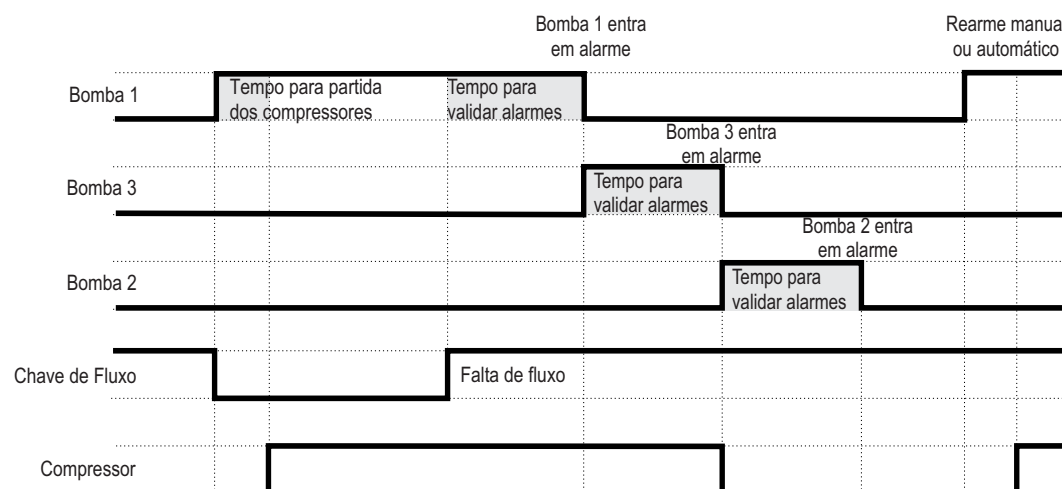 Bomba 1 entra
em alarme
Rearme manua
ou automático
Bomba 1
Tempo para partida
dos compressores
Tempo para
validar alarmes
Bomba 3 entra
em alarme
Bomba 3
Tempo para
validar alarmes
Bomba 2 entra
em alarme
Bomba 2
Tempo para
validar alarmes
Chave de Fluxo
Falta de fluxo
Compressor